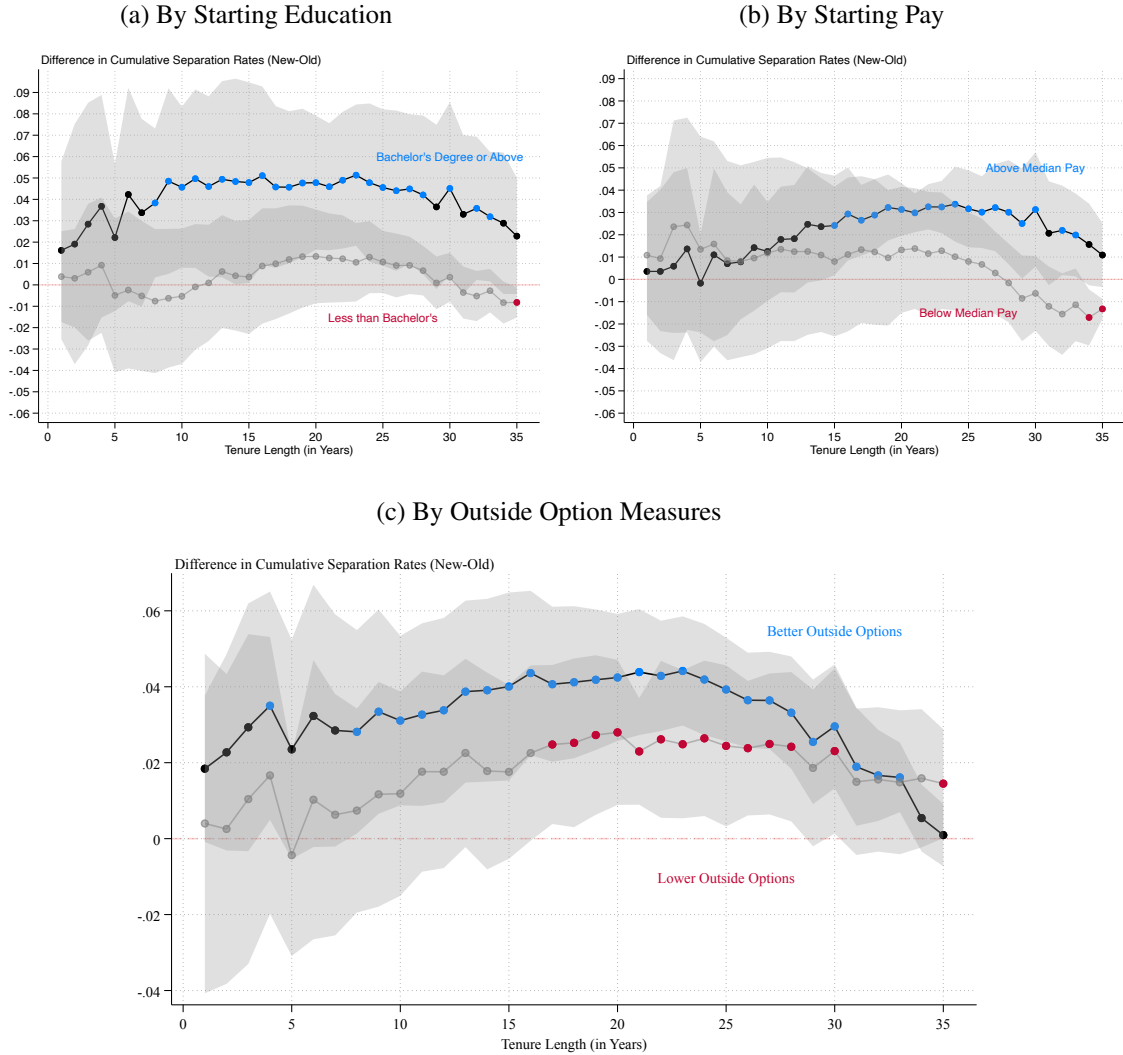 (a) By Starting Education
Difference in Cumulative Separation Rates (New-Old)
.09
.08
.07
.06
.05
.04
.03
.02
.01
0
-.01
-.02
-.03
-.04
-.05
-.06
Bachelor's Degree or Above
Less than Bachelor's
0 5 10 15 20 25 30 35
Tenure Length (in Years)
(b) By Starting Pay
Difference in Cumulative Separation Rates (New-Old)
.09
.08
.07
.06
.05
.04
.03
.02
.01
0
-.01
-.02
-.03
-.04
-.05
-.06
Above Median Pay
Below Median Pay
0 5 10 15 20 25 30 35
Tenure Length (in Years)
(c) By Outside Option Measures
Difference in Cumulative Separation Rates (New-Old)
.06
.04
.02
0
-.02
-.04
Better Outside Options
Lower Outside Options
0 5 10 15 20 25 30 35
Tenure Length (in Years)